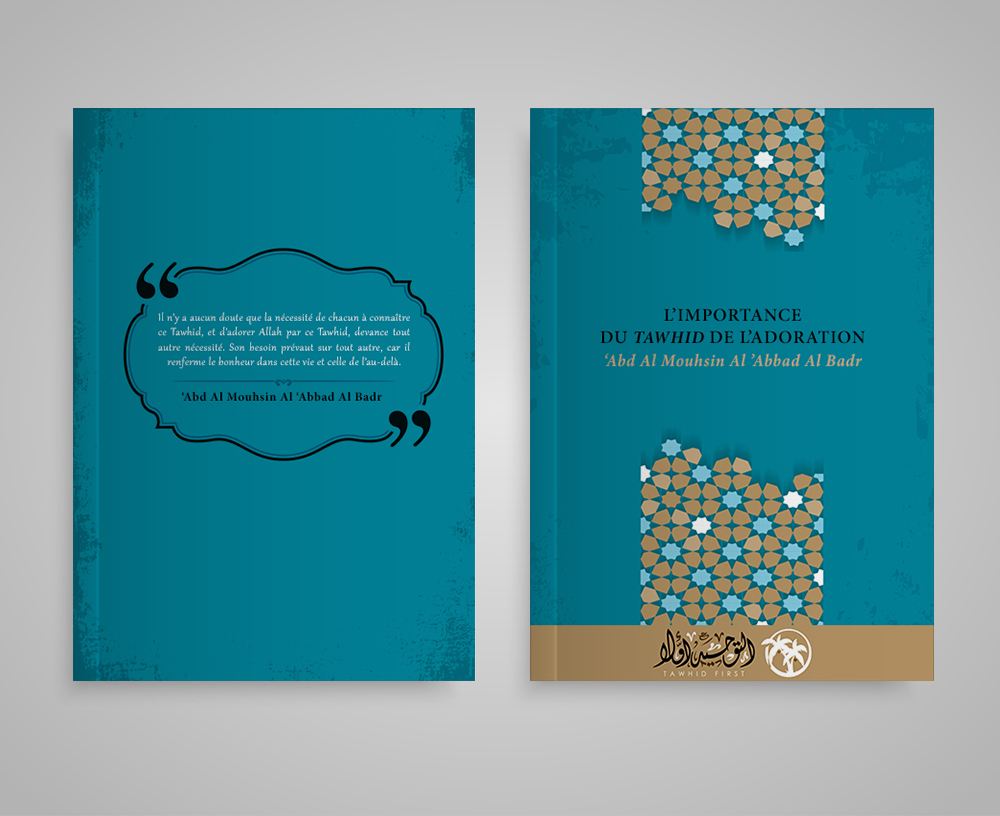 Il n'y a aucun doute que la nécessité de chacun à connaître
ce Tawhid, et d'adorer Allah par ce Tawhid, devance tout
autre nécessité. Son besoin prévaut sur tout autre, car il
renferme le bonheur dans cette vie et celle de l'au-delà.
‘Abd Al Mouhsin Al ‘Abbad Al Badr
L’IMPORTANCE
DU TAWHID DE L’ADORATION
‘Abd Al Mouhsin Al ’Abbad Al Badr
التوحيد أولا
TAWHID FIRST